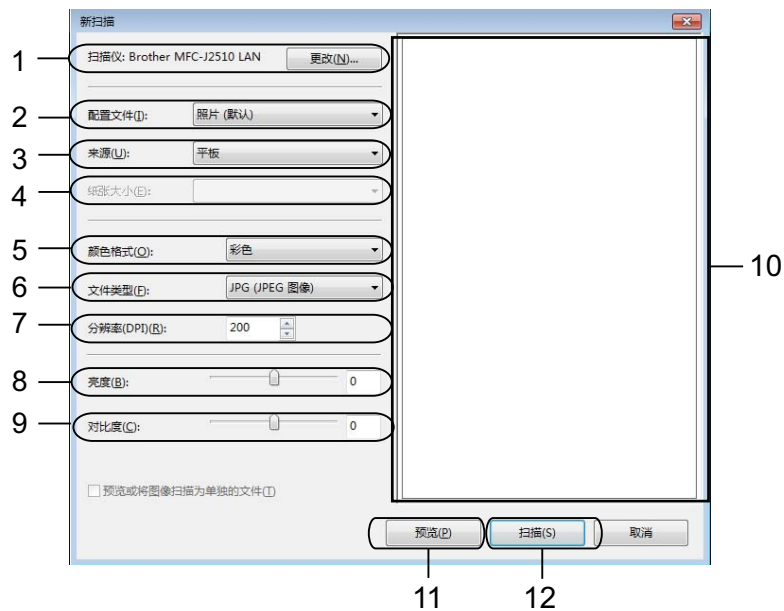 新扫描
1 扫描仪: Brother MFC-J2510 LAN 更改(N)...
2 配置文件(I): 照片 (默认)
3 来源(U): 平板
4 纸张大小(E):
5 颜色格式(O): 彩色
10
6 文件类型(F): JPG (JPEG 图像)
7 分辨率(DPI)(R): 200
8 亮度(B): 0
9 对比度(C): 0
预览或将图像扫描为单独的文件(T)
预览(P) 扫描(S) 取消
11 12